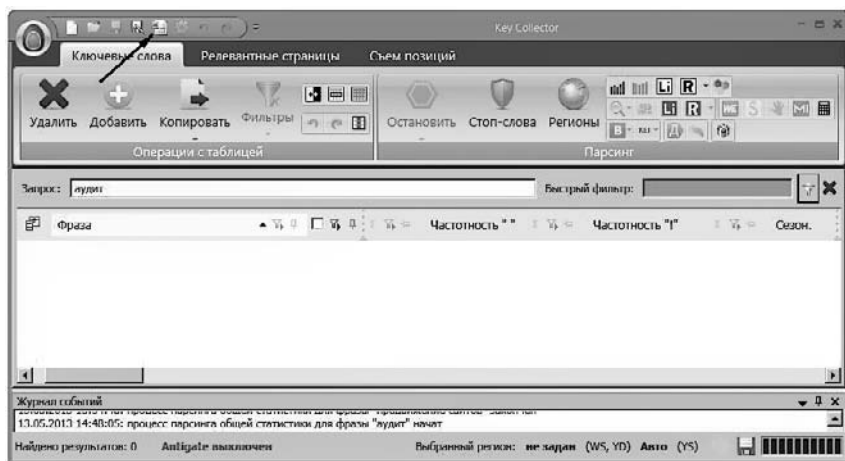 Key Collector
Ключевые слова Релевантные страницы Съем позиций
Удалить Добавить Копировать Фильтры Остановить Стоп-слова Регионы
Операции с таблицей Парсинг
Запрос: аудит Быстрый фильтр:
Фраза Частотность " " Частотность "!" Сезон.
Журнал событий
13.05.2013 14:48:05: процесс парсинга общей статистики для фразы "аудит" начат
Найдено результатов: 0 Antigate выключен Выбранный регион: не задан (WS, YD) Авто (YS)